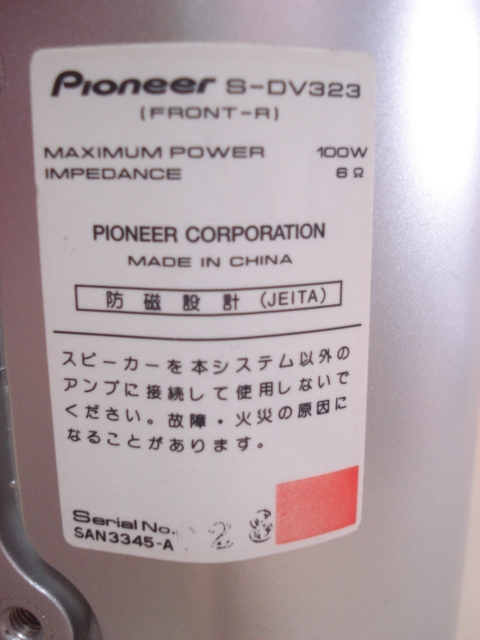 Pioneer S-DV323
(FRONT-R)
MAXIMUM POWER 100W
IMPEDANCE 6Ω
PIONEER CORPORATION
MADE IN CHINA
防磁設計(JEITA)
スピーカーを本システム以外の
アンプに接続して使用しないで
ください。故障・火災の原因に
なることがあります。
Serial No.
SAN3345-A 2